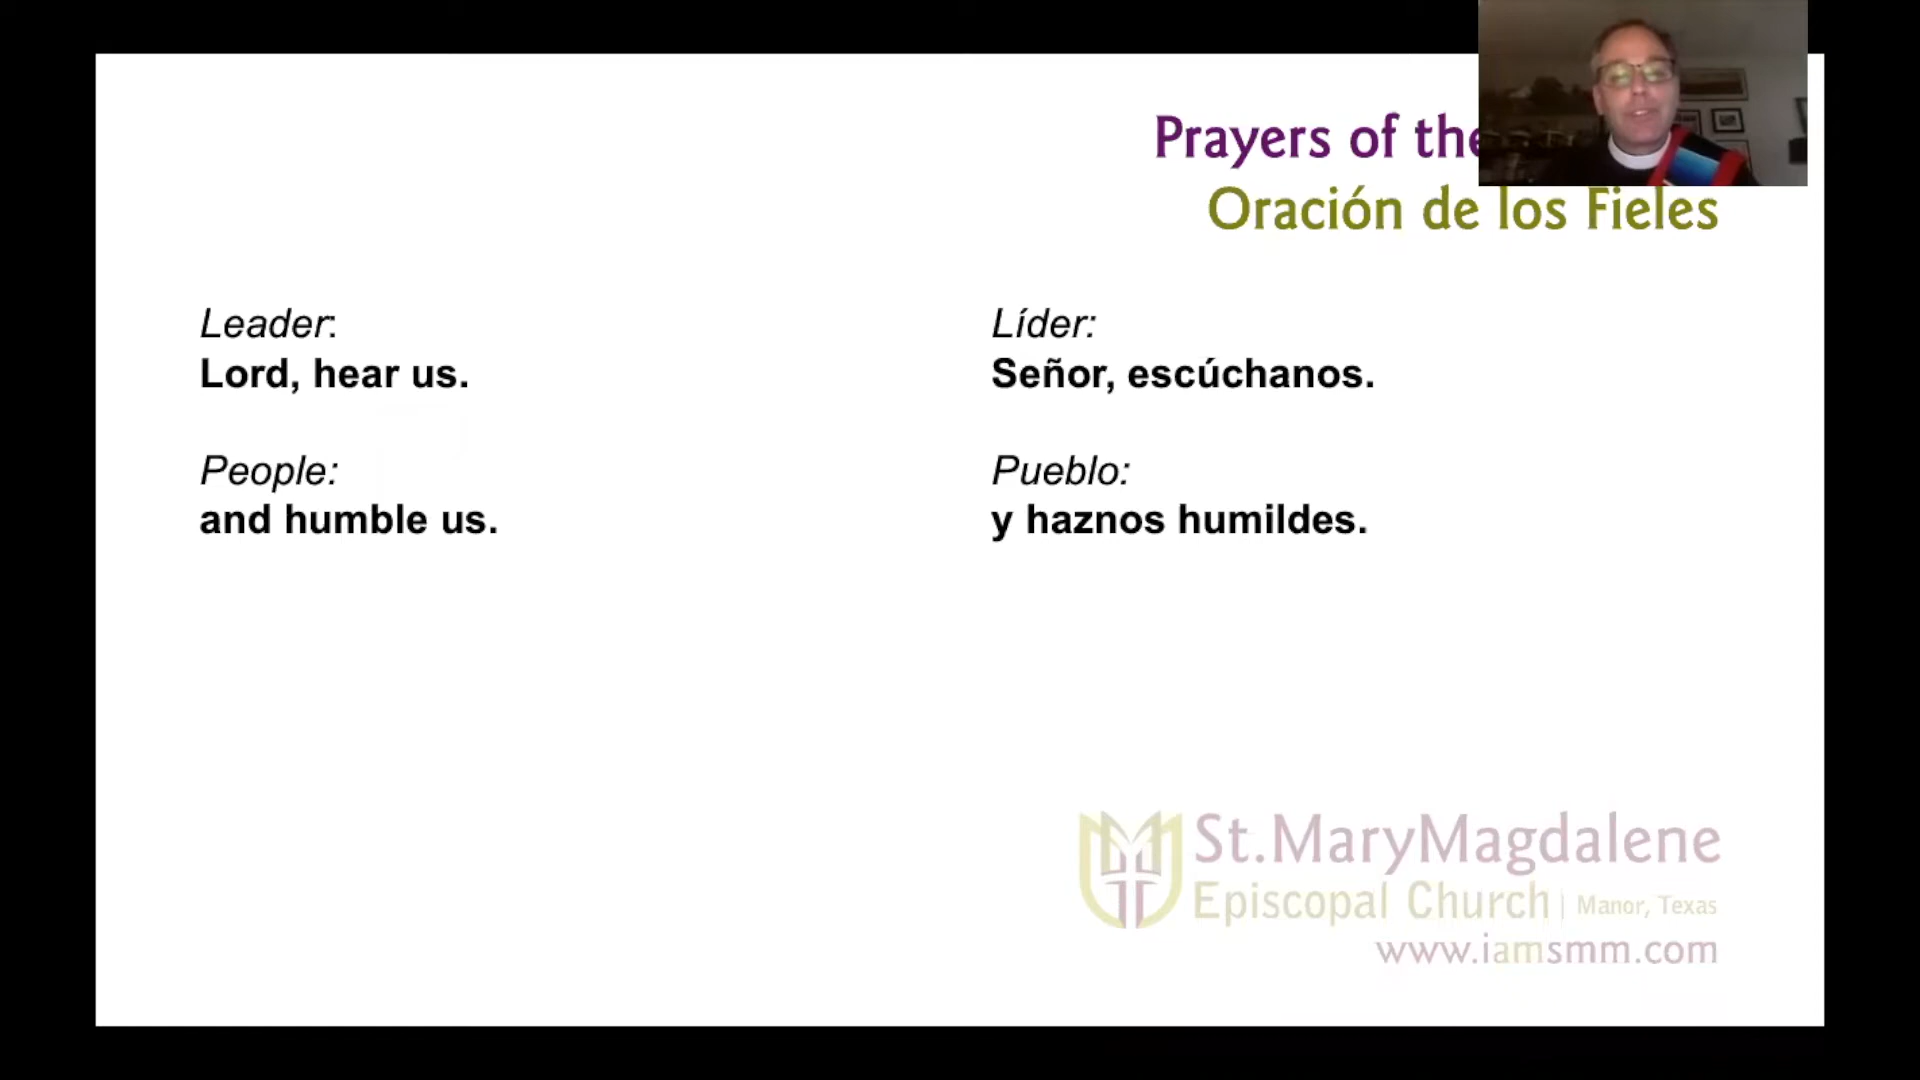 Prayers of the
Oración de los Fieles
Leader:
Lord, hear us.
People:
and humble us.
Líder:
Señor, escúchanos.
Pueblo:
y haznos humildes.
St.MaryMagdalene
Episcopal Church | Manor, Texas
www.iamsmm.com